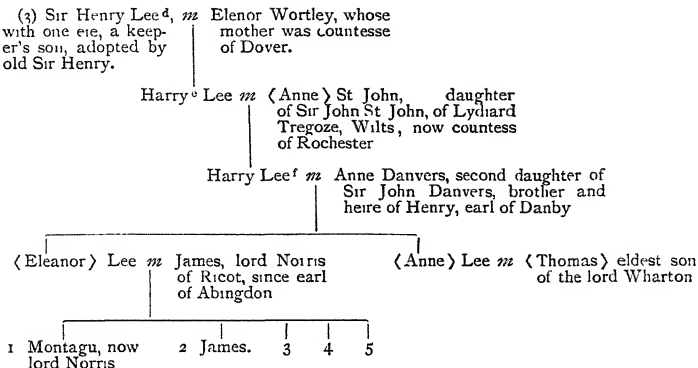 (3) Sir Henry Lee d, m Elenor Wortley, whose
with one eie, a keep- mother was countesse
er's son, adopted by of Dover.
old Sir Henry.
Harry e Lee m ⟨Anne⟩ St John, daughter
of Sir John St John, of Lydiard
Tregoze, Wilts, now countess
of Rochester
Harry Lee f m Anne Danvers, second daughter of
Sir John Danvers, brother and
heire of Henry, earl of Danby
⟨Eleanor⟩ Lee m James, lord Norris ⟨Anne⟩ Lee m ⟨Thomas⟩ eldest son
of Ricot, since earl of the lord Wharton
of Abingdon
1 Montagu, now 2 James. 3 4 5
lord Norris